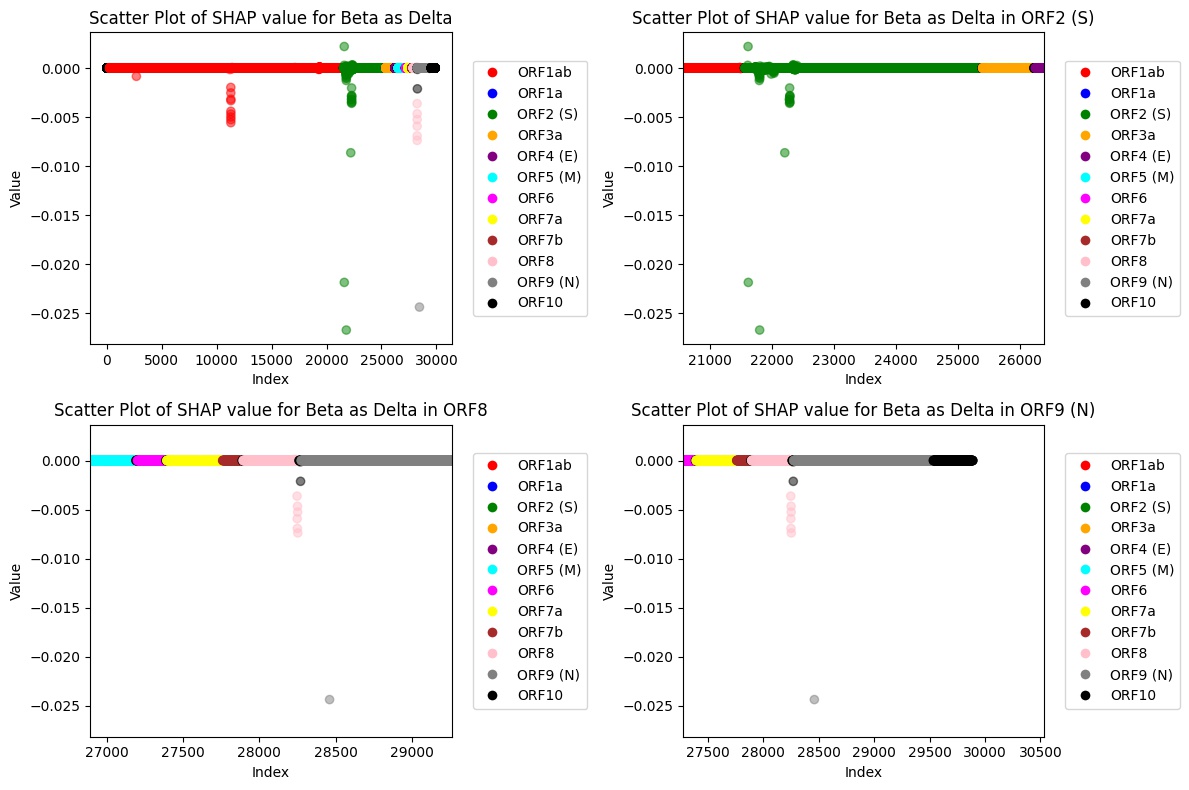 Scatter Plot of SHAP value for Beta as Delta
0.000
−0.005
−0.010
−0.015
−0.020
−0.025
Value
0
5000
10000
15000
20000
25000
30000
Index
ORF1ab
ORF1a
ORF2 (S)
ORF3a
ORF4 (E)
ORF5 (M)
ORF6
ORF7a
ORF7b
ORF8
ORF9 (N)
ORF10
Scatter Plot of SHAP value for Beta as Delta in ORF2 (S)
0.000
−0.005
−0.010
−0.015
−0.020
−0.025
Value
21000
22000
23000
24000
25000
26000
Index
ORF1ab
ORF1a
ORF2 (S)
ORF3a
ORF4 (E)
ORF5 (M)
ORF6
ORF7a
ORF7b
ORF8
ORF9 (N)
ORF10
Scatter Plot of SHAP value for Beta as Delta in ORF8
0.000
−0.005
−0.010
−0.015
−0.020
−0.025
Value
27000
27500
28000
28500
29000
Index
ORF1ab
ORF1a
ORF2 (S)
ORF3a
ORF4 (E)
ORF5 (M)
ORF6
ORF7a
ORF7b
ORF8
ORF9 (N)
ORF10
Scatter Plot of SHAP value for Beta as Delta in ORF9 (N)
0.000
−0.005
−0.010
−0.015
−0.020
−0.025
Value
27500
28000
28500
29000
29500
30000
30500
Index
ORF1ab
ORF1a
ORF2 (S)
ORF3a
ORF4 (E)
ORF5 (M)
ORF6
ORF7a
ORF7b
ORF8
ORF9 (N)
ORF10